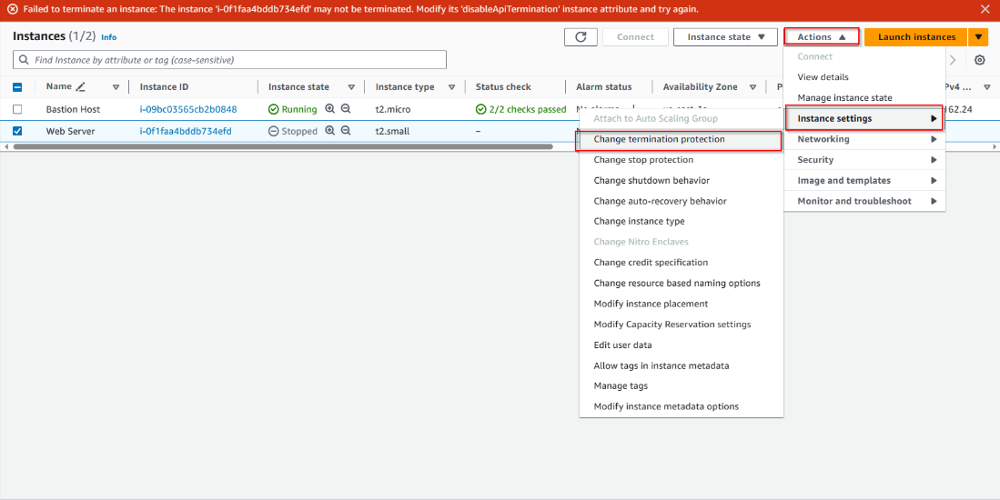 Failed to terminate an instance: The instance 'i-0f1faa4bddb734efd' may not be terminated. Modify its 'disableApiTermination' instance attribute and try again.
Instances (1/2) Info
Connect
Instance state
Actions
Launch instances
Find Instance by attribute or tag (case-sensitive)
Name
Instance ID
Instance state
Instance type
Status check
Alarm status
Availability Zone
Pv4 ...
Bastion Host
i-09bc03565cb2b0848
Running
t2.micro
2/2 checks passed
162.24
Web Server
i-0f1faa4bddb734efd
Stopped
t2.small
–
Connect
View details
Manage instance state
Instance settings
Networking
Security
Image and templates
Monitor and troubleshoot
Attach to Auto Scaling Group
Change termination protection
Change stop protection
Change shutdown behavior
Change auto-recovery behavior
Change instance type
Change Nitro Enclaves
Change credit specification
Change resource based naming options
Modify instance placement
Modify Capacity Reservation settings
Edit user data
Allow tags in instance metadata
Manage tags
Modify instance metadata options